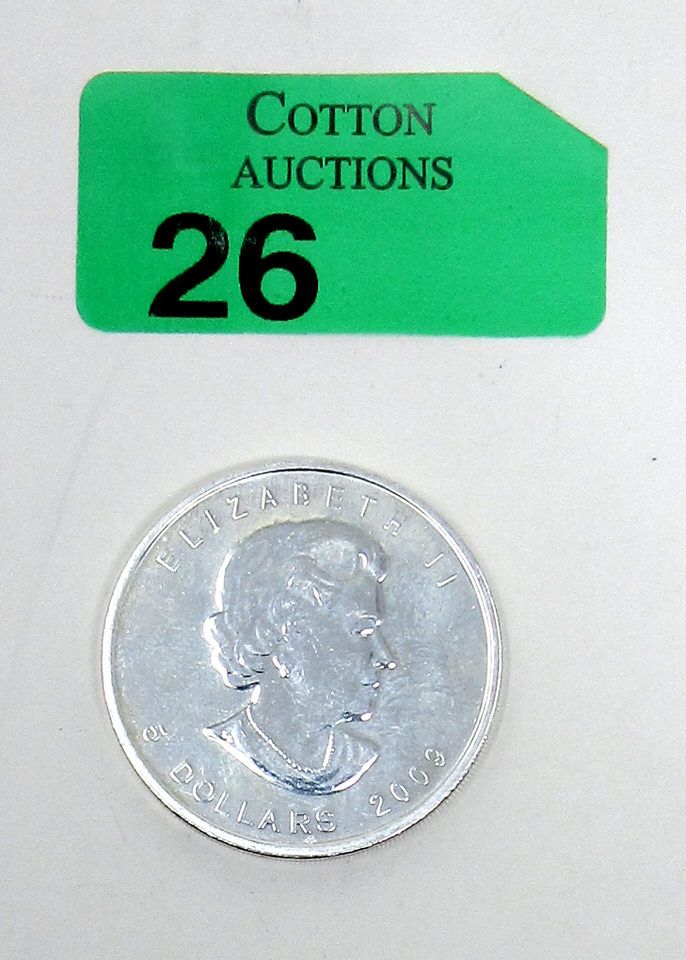 COTTON
AUCTIONS
26
ELIZABETH II
5 DOLLARS 2009